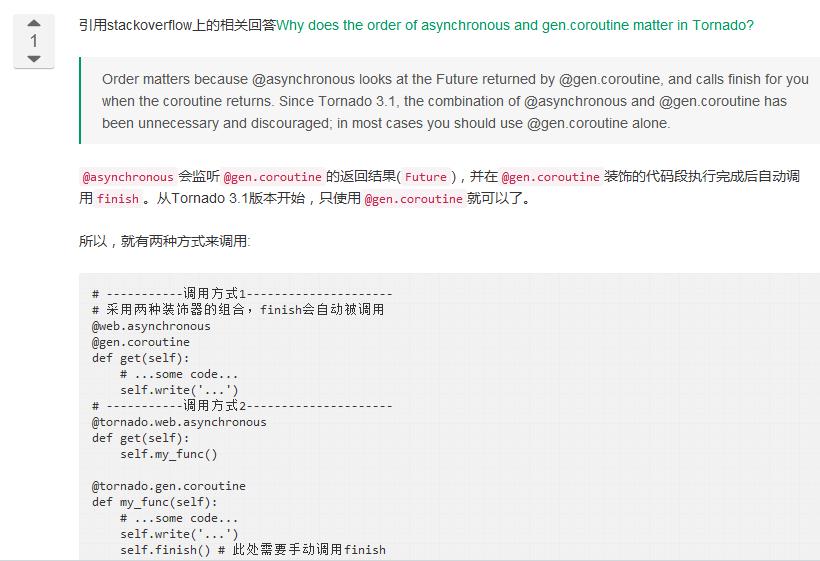 1
引用stackoverflow上的相关回答Why does the order of asynchronous and gen.coroutine matter in Tornado?
Order matters because @asynchronous looks at the Future returned by @gen.coroutine, and calls finish for you
when the coroutine returns. Since Tornado 3.1, the combination of @asynchronous and @gen.coroutine has
been unnecessary and discouraged; in most cases you should use @gen.coroutine alone.
@asynchronous 会监听 @gen.coroutine 的返回结果( Future )，并在 @gen.coroutine 装饰的代码段执行完成后自动调
用 finish 。从Tornado 3.1版本开始，只使用 @gen.coroutine 就可以了。
所以，就有两种方式来调用:
# -----------调用方式1---------------------
# 采用两种装饰器的组合，finish会自动被调用
@web.asynchronous
@gen.coroutine
def get(self):
    # ...some code...
    self.write('...')
# -----------调用方式2---------------------
@tornado.web.asynchronous
def get(self):
    self.my_func()
@tornado.gen.coroutine
def my_func(self):
    # ...some code...
    self.write('...')
    self.finish() # 此处需要手动调用finish